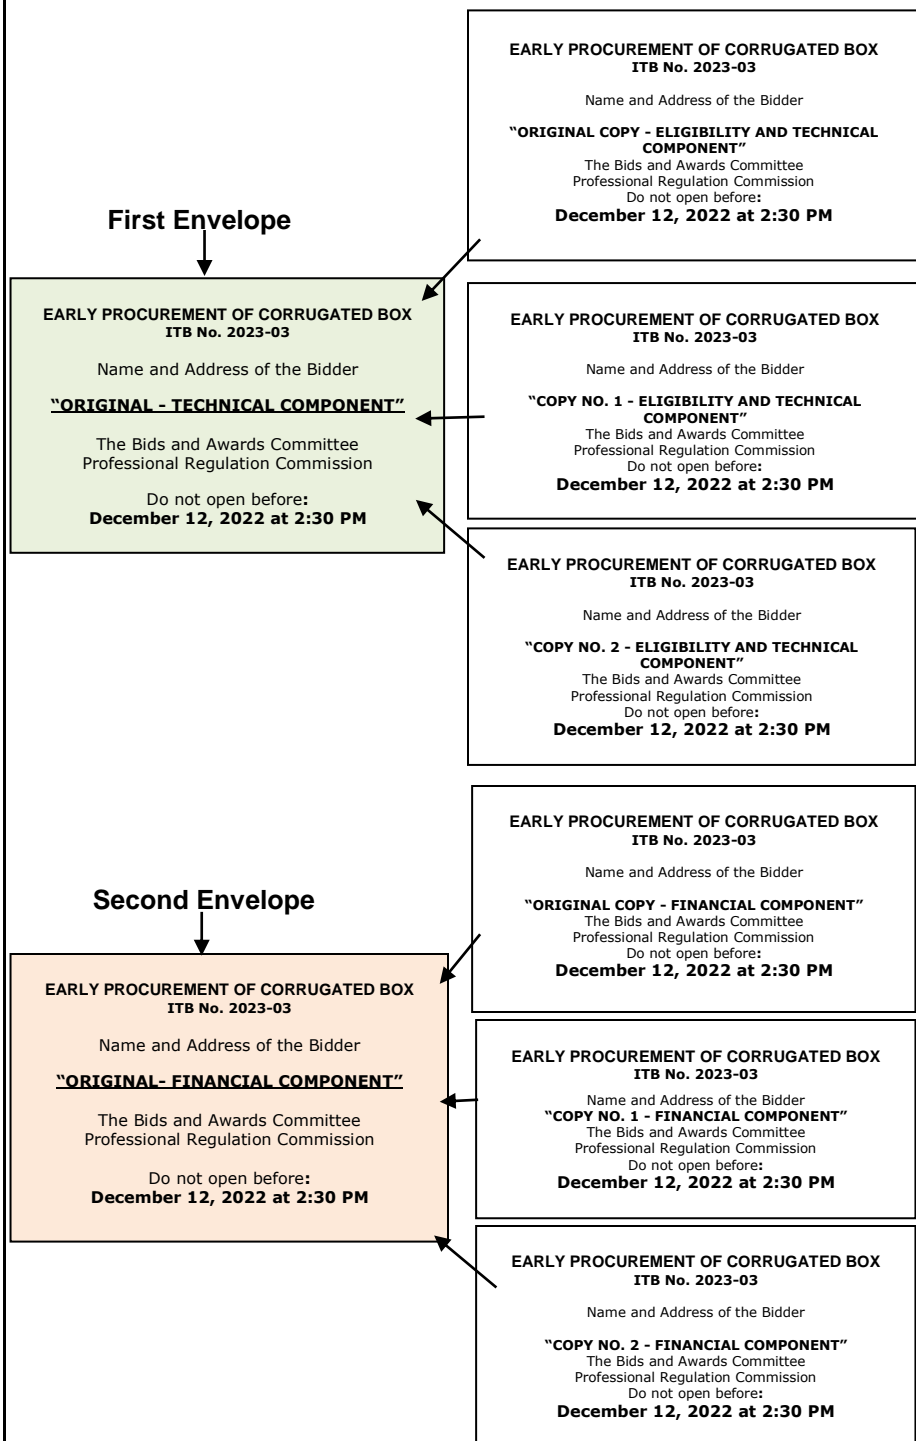 EARLY PROCUREMENT OF CORRUGATED BOX
ITB No. 2023-03
Name and Address of the Bidder
“ORIGINAL COPY - ELIGIBILITY AND TECHNICAL
COMPONENT”
The Bids and Awards Committee
Professional Regulation Commission
Do not open before:
December 12, 2022 at 2:30 PM
First Envelope
EARLY PROCUREMENT OF CORRUGATED BOX
ITB No. 2023-03
Name and Address of the Bidder
“ORIGINAL - TECHNICAL COMPONENT”
The Bids and Awards Committee
Professional Regulation Commission
Do not open before:
December 12, 2022 at 2:30 PM
EARLY PROCUREMENT OF CORRUGATED BOX
ITB No. 2023-03
Name and Address of the Bidder
“COPY NO. 1 - ELIGIBILITY AND TECHNICAL
COMPONENT”
The Bids and Awards Committee
Professional Regulation Commission
Do not open before:
December 12, 2022 at 2:30 PM
EARLY PROCUREMENT OF CORRUGATED BOX
ITB No. 2023-03
Name and Address of the Bidder
“COPY NO. 2 - ELIGIBILITY AND TECHNICAL
COMPONENT”
The Bids and Awards Committee
Professional Regulation Commission
Do not open before:
December 12, 2022 at 2:30 PM
EARLY PROCUREMENT OF CORRUGATED BOX
ITB No. 2023-03
Name and Address of the Bidder
“ORIGINAL COPY - FINANCIAL COMPONENT”
The Bids and Awards Committee
Professional Regulation Commission
Do not open before:
December 12, 2022 at 2:30 PM
Second Envelope
EARLY PROCUREMENT OF CORRUGATED BOX
ITB No. 2023-03
Name and Address of the Bidder
“ORIGINAL- FINANCIAL COMPONENT”
The Bids and Awards Committee
Professional Regulation Commission
Do not open before:
December 12, 2022 at 2:30 PM
EARLY PROCUREMENT OF CORRUGATED BOX
ITB No. 2023-03
Name and Address of the Bidder
“COPY NO. 1 - FINANCIAL COMPONENT”
The Bids and Awards Committee
Professional Regulation Commission
Do not open before:
December 12, 2022 at 2:30 PM
EARLY PROCUREMENT OF CORRUGATED BOX
ITB No. 2023-03
Name and Address of the Bidder
“COPY NO. 2 - FINANCIAL COMPONENT”
The Bids and Awards Committee
Professional Regulation Commission
Do not open before:
December 12, 2022 at 2:30 PM